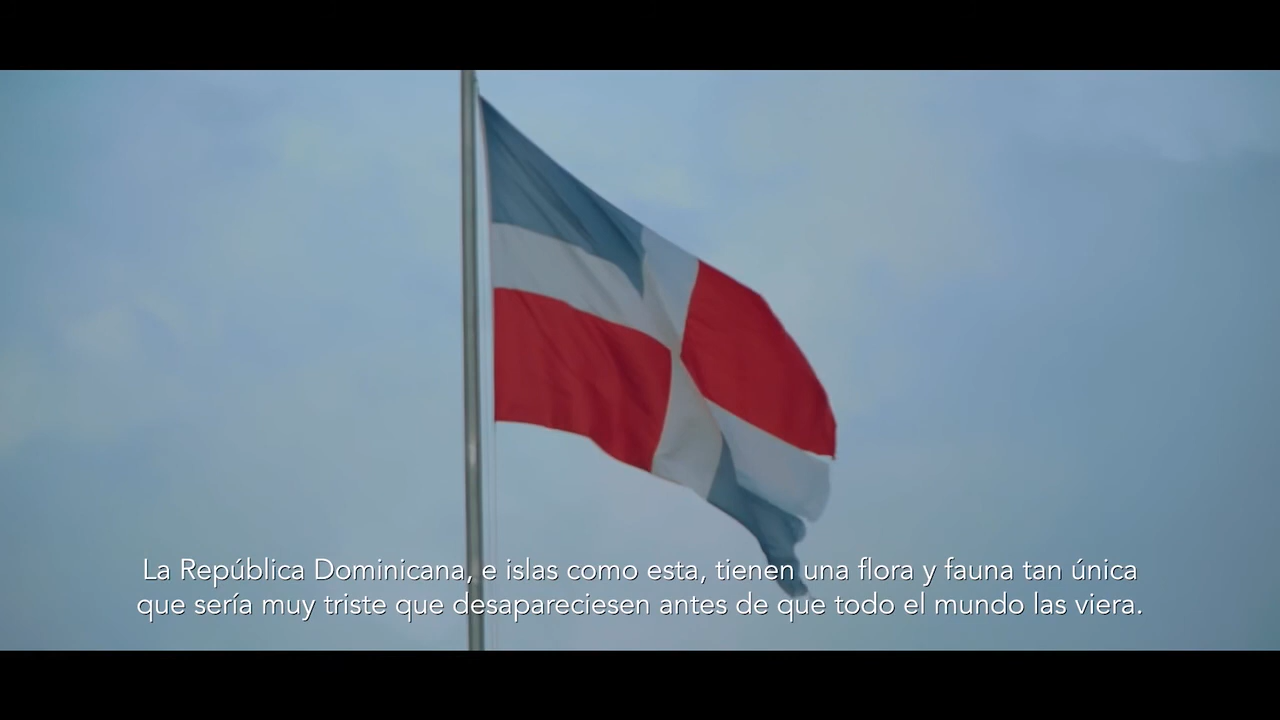 La República Dominicana, e islas como esta, tienen una flora y fauna tan única
que sería muy triste que desapareciesen antes de que todo el mundo las viera.